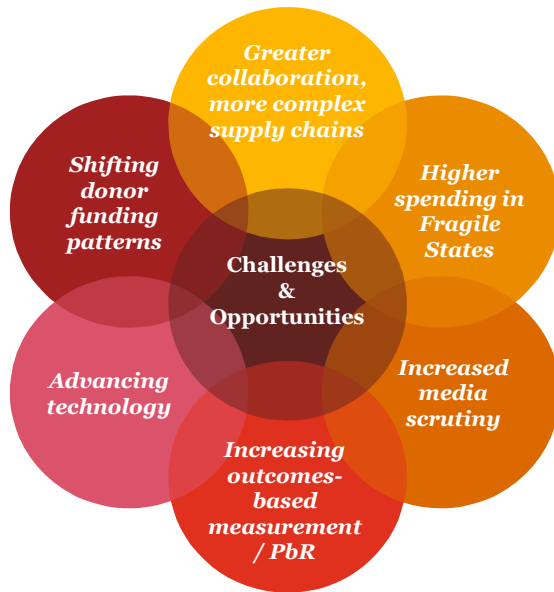 Greater
collaboration,
more complex
supply chains
Higher
spending in
Fragile
States
Increased
media
scrutiny
Increasing
outcomes-
based
measurement
/ PbR
Advancing
technology
Shifting
donor
funding
patterns
Challenges
&
Opportunities